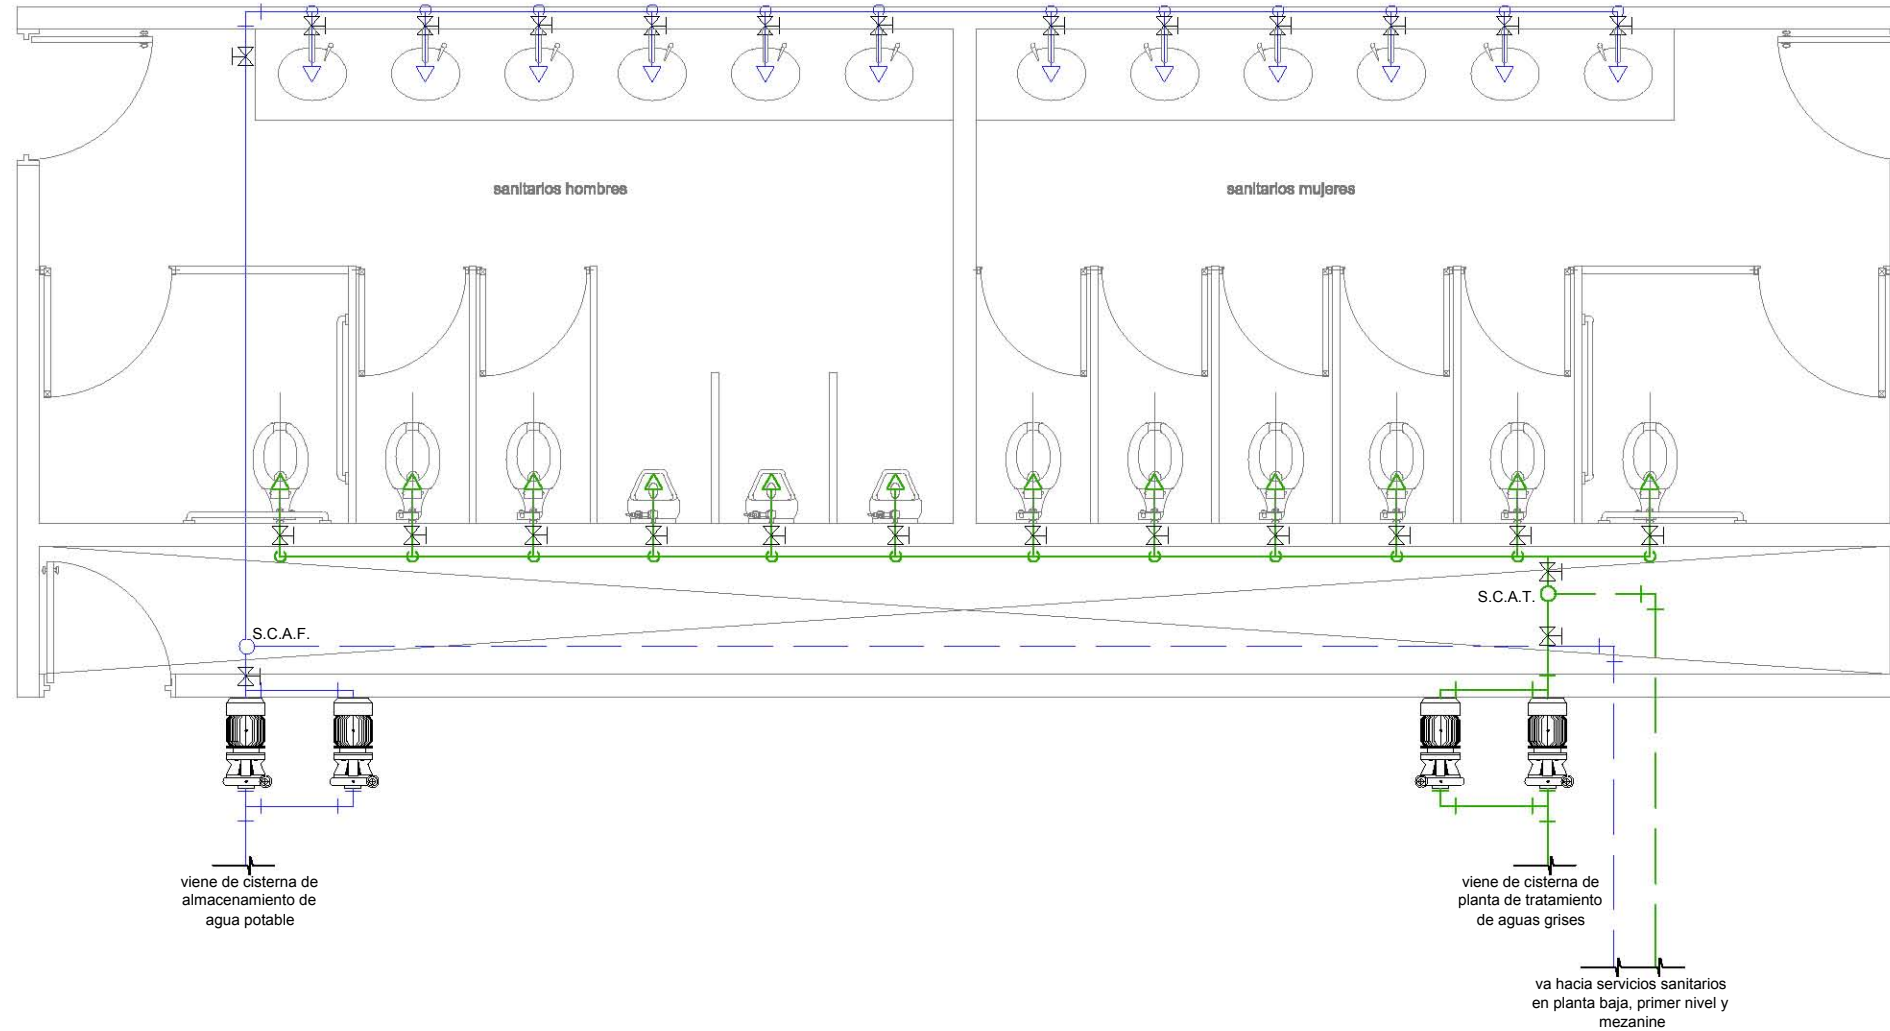 sanitarios hombres
sanitarios mujeres
S.C.A.T.
S.C.A.F.
viene de cisterna de
almacenamiento de
agua potable
viene de cisterna de
planta de tratamiento
de aguas grises
va hacia servicios sanitarios
en planta baja, primer nivel y
mezanine